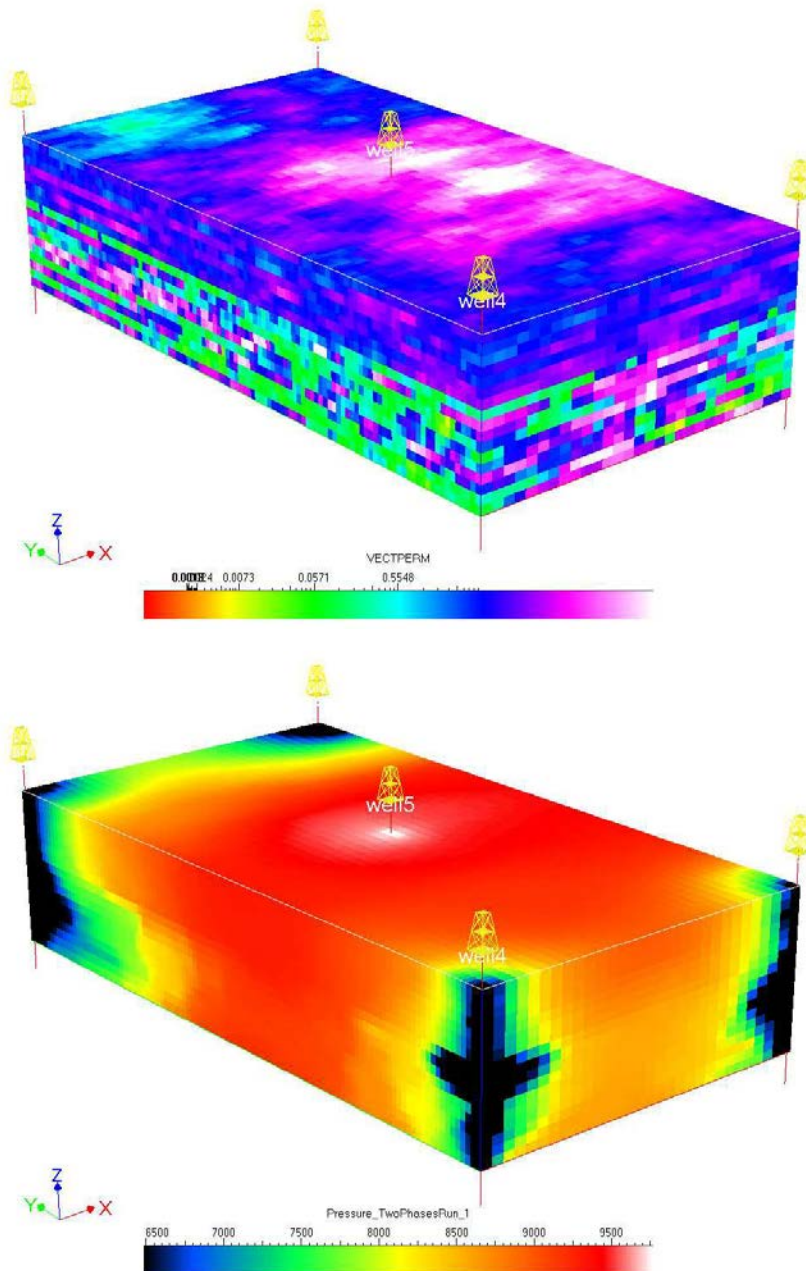 well5
well4
Z
Y
X
VECTPERM
0.0073
0.0571
0.5548
well5
well4
Z
Y
X
Pressure_TwoPhasesRun_1
6500 7000 7500 8000 8500 9000 9500